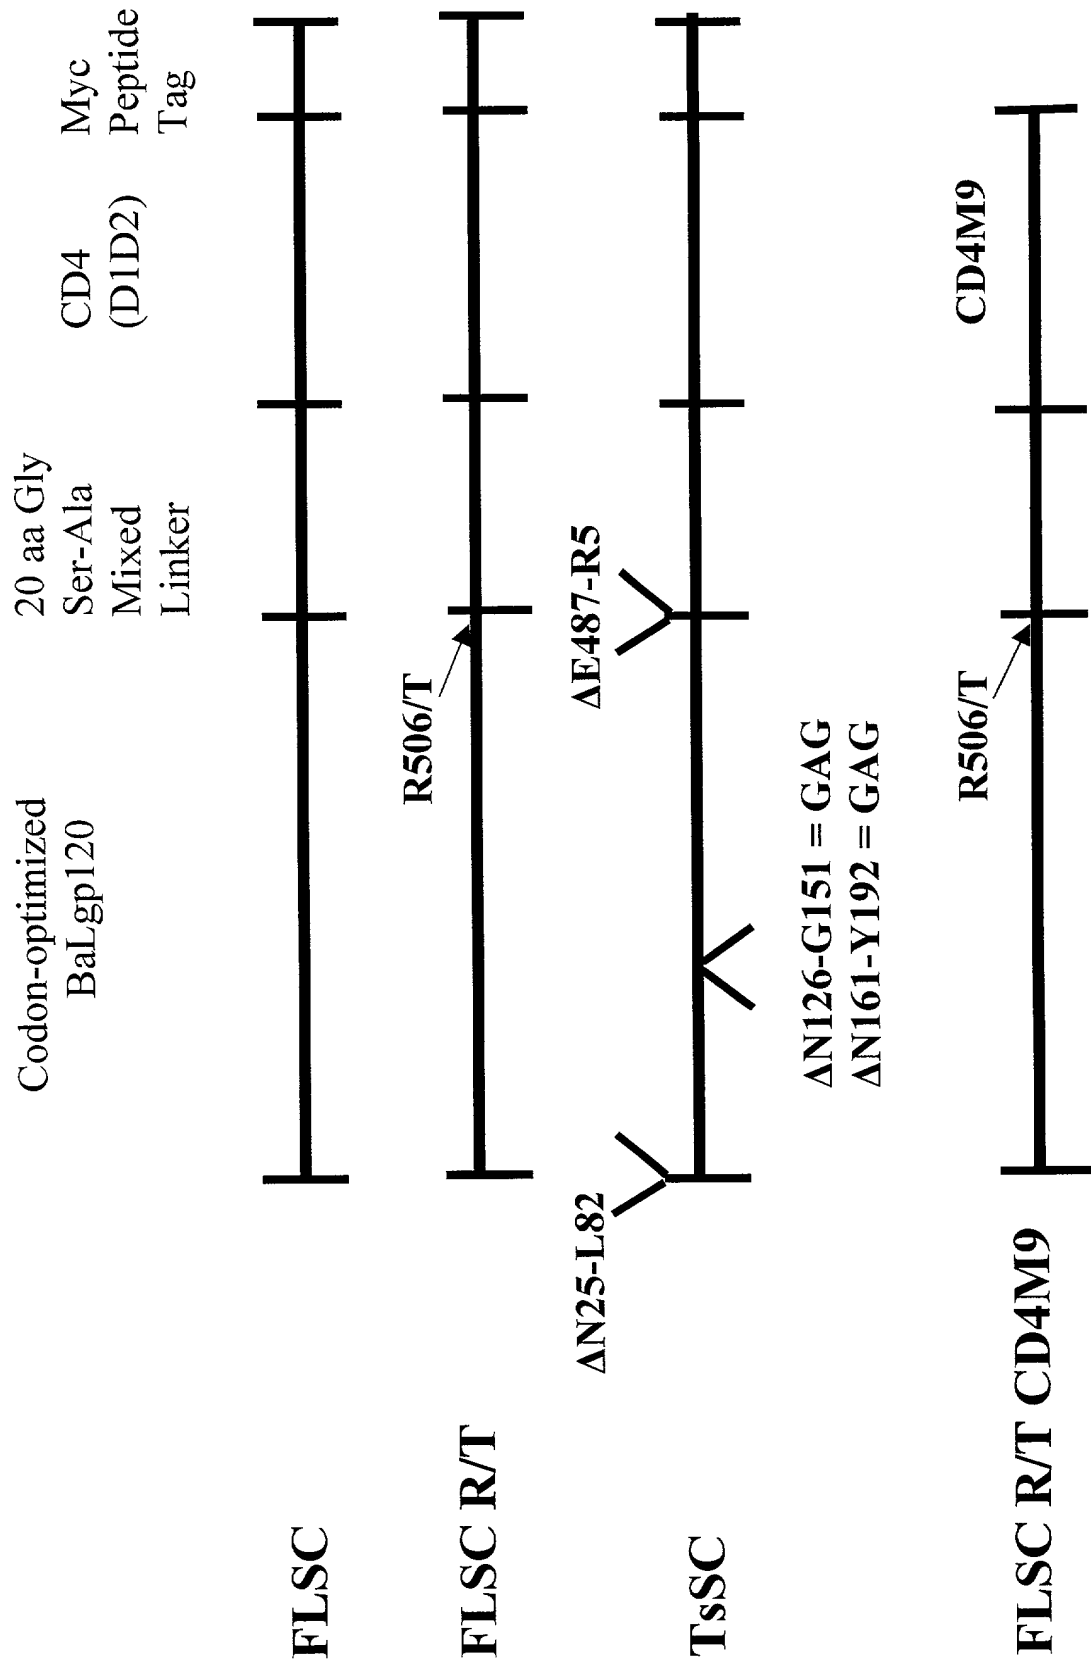 Codon-optimized
BaLgp120
20 aa Gly
Ser-Ala
Mixed
Linker
CD4
(D1D2)
Myc
Peptide
Tag
FLSC
FLSC R/T
R506/T
TsSC
ΔN25-L82
ΔE487-R5
ΔN126-G151 = GAG
ΔN161-Y192 = GAG
FLSC R/T CD4M9
R506/T
CD4M9